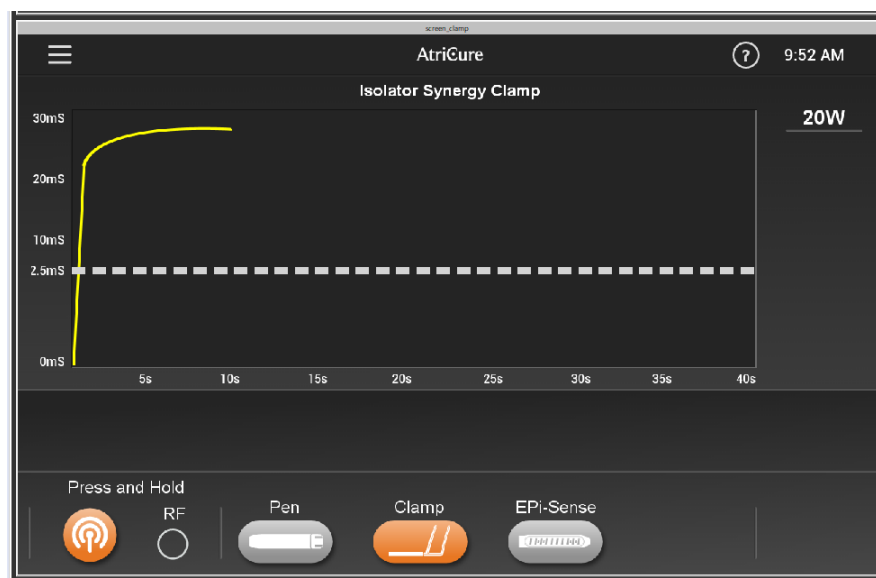 screen_clamp
AtriCure
?
9:52 AM
Isolator Synergy Clamp
30mS
20W
20mS
10mS
2.5mS
0mS
5s 10s 15s 20s 25s 30s 35s 40s
Press and Hold
RF
Pen
Clamp
EPi-Sense